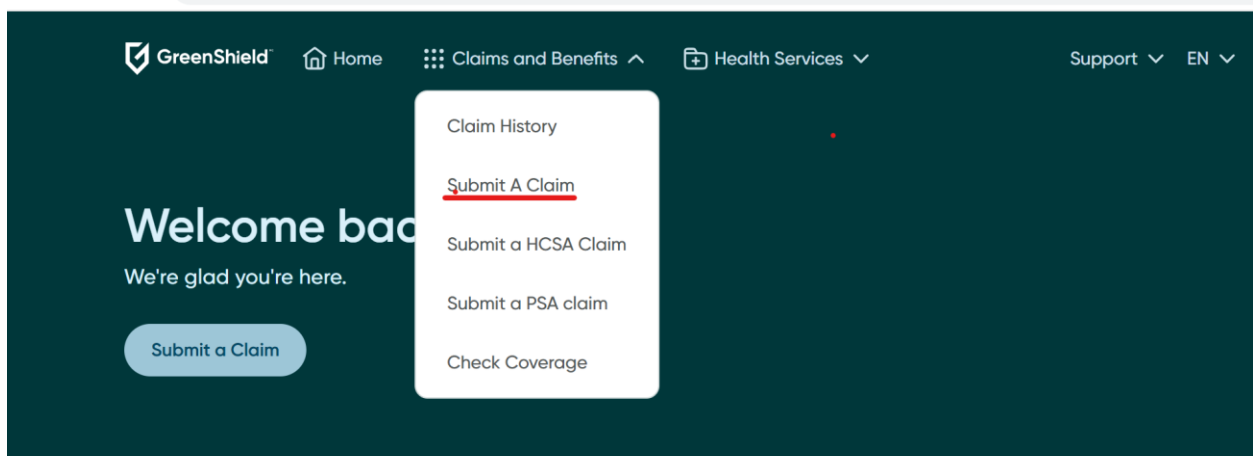 GreenShield™ Home Claims and Benefits Health Services Support EN
Claim History
Submit A Claim
Submit a HCSA Claim
Submit a PSA claim
Check Coverage
Welcome bac
We're glad you're here.
Submit a Claim